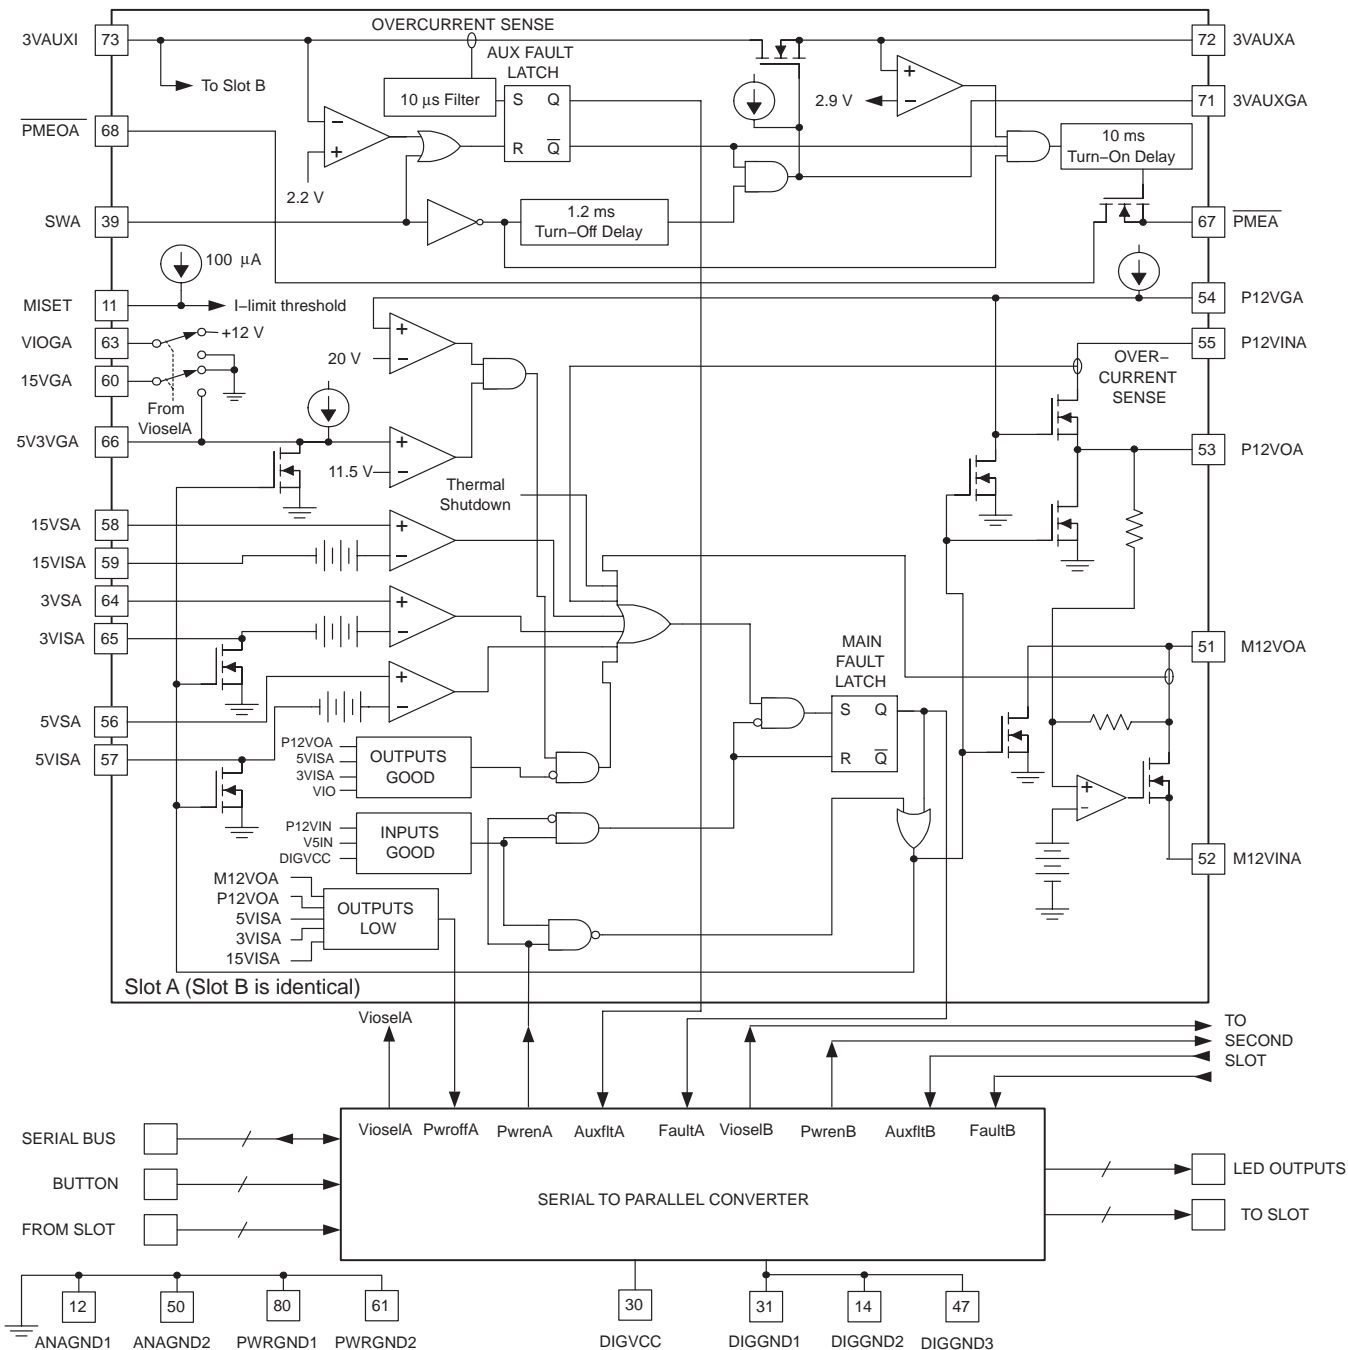 OVERCURRENT SENSE
3VAUXI 73
72 3VAUXA
AUX FAULT
LATCH
To Slot B
10 μs Filter
S Q
R Q
2.9 V
+
−
71 3VAUXGA
PMEOA 68
−
+
2.2 V
10 ms
Turn−On Delay
SWA 39
1.2 ms
Turn−Off Delay
67 PMEA
100 μA
MISET 11
I−limit threshold
54 P12VGA
VIOGA 63
+12 V
+
−
20 V
55 P12VINA
OVER−
CURRENT
SENSE
15VGA 60
From
VioselA
5V3VGA 66
+
−
11.5 V
53 P12VOA
Thermal
Shutdown
15VSA 58
+
−
15VISA 59
3VSA 64
+
−
3VISA 65
MAIN
FAULT
LATCH
51 M12VOA
+
−
5VSA 56
S Q
R Q
5VISA 57
P12VOA
5VISA
3VISA
VIO
OUTPUTS
GOOD
+
−
P12VIN
V5IN
DIGVCC
INPUTS
GOOD
52 M12VINA
M12VOA
P12VOA
5VISA
3VISA
15VISA
OUTPUTS
LOW
Slot A (Slot B is identical)
VioselA
TO
SECOND
SLOT
VioselA PwroffA PwrenA AuxfltA FaultA VioselB PwrenB AuxfltB FaultB
SERIAL BUS
BUTTON
FROM SLOT
SERIAL TO PARALLEL CONVERTER
LED OUTPUTS
TO SLOT
12 50 80 61 30 31 14 47
ANAGND1 ANAGND2 PWRGND1 PWRGND2 DIGVCC DIGGND1 DIGGND2 DIGGND3